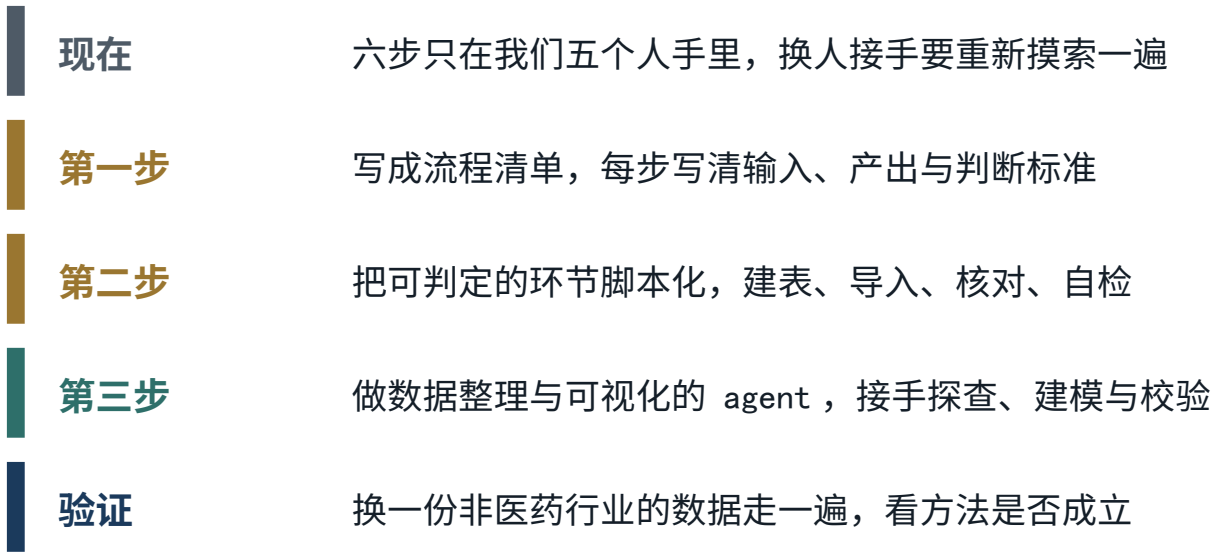 现在 六步只在我们五个人手里，换人接手要重新摸索一遍
第一步 写成流程清单，每步写清输入、产出与判断标准
第二步 把可判定的环节脚本化，建表、导入、核对、自检
第三步 做数据整理与可视化的 agent，接手探查、建模与校验
验证 换一份非医药行业的数据走一遍，看方法是否成立